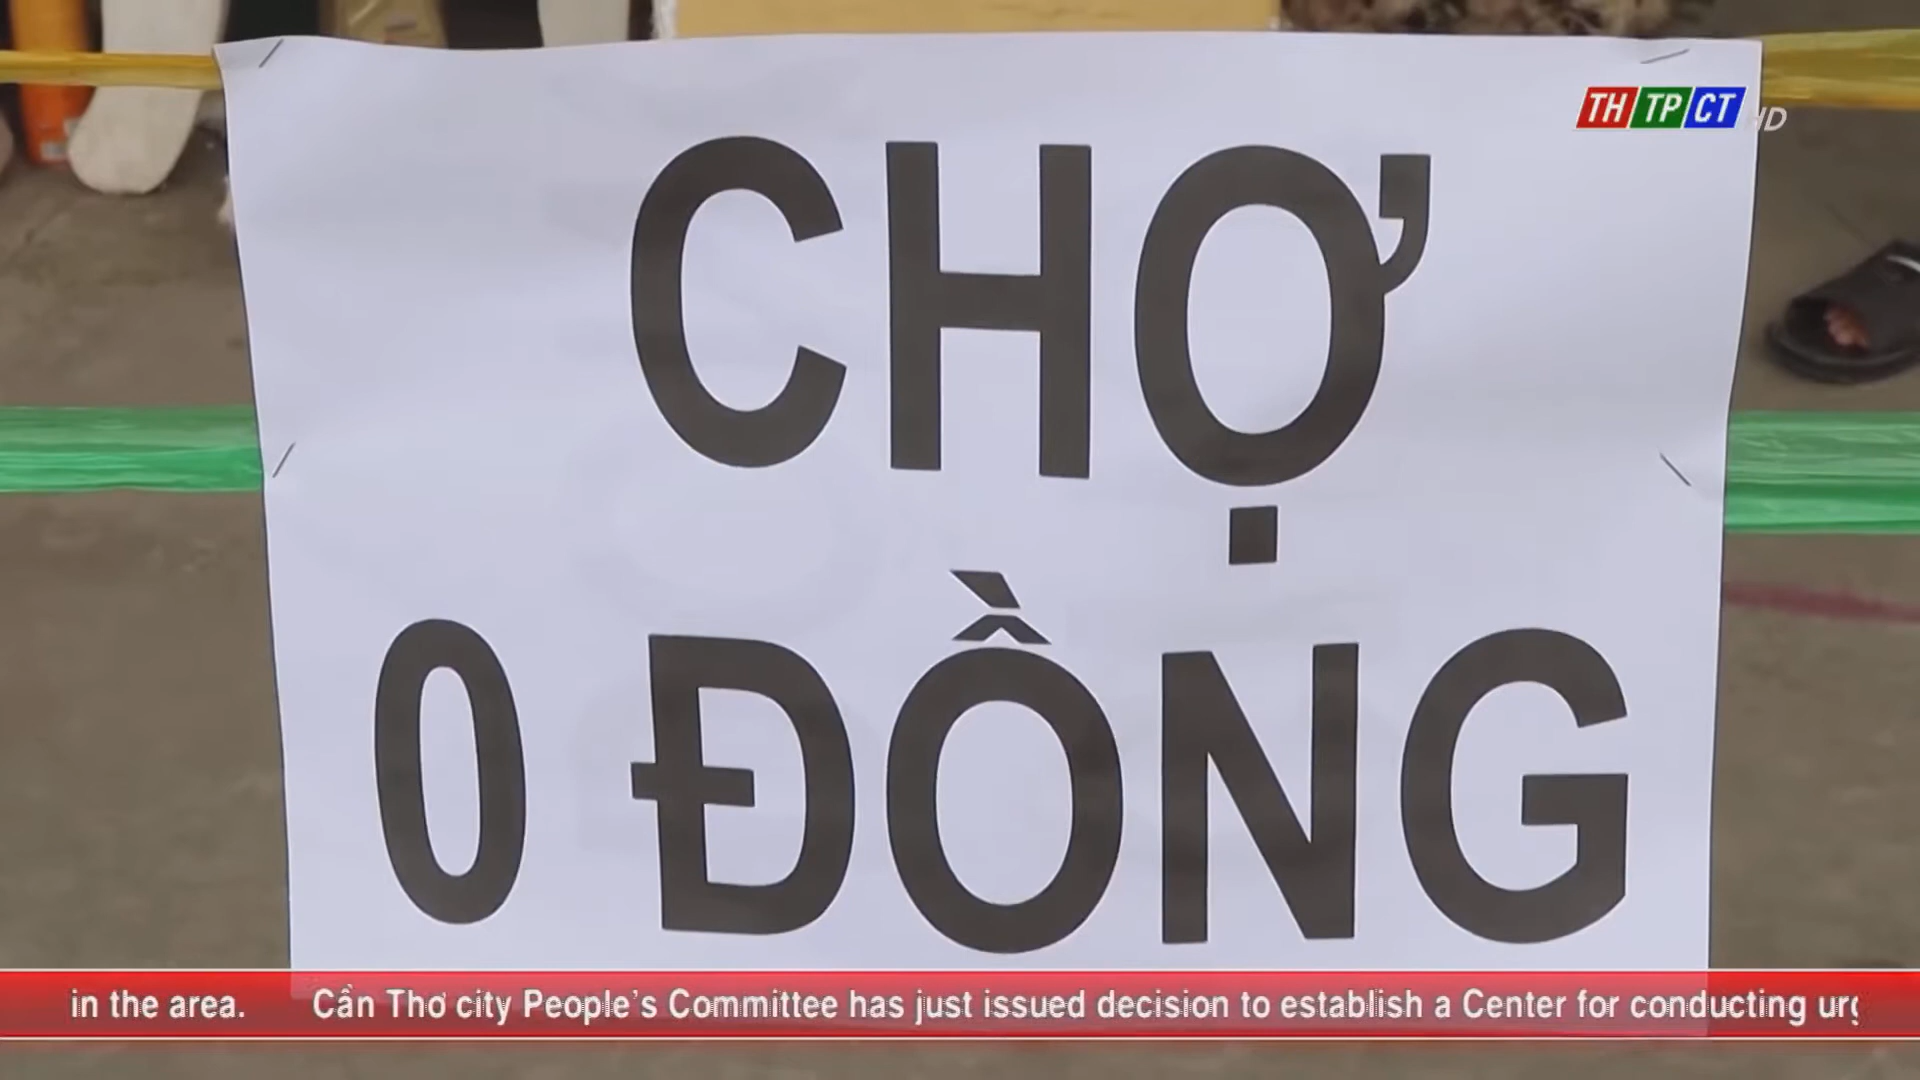 THTPCT HD
CHỢ
0 ĐỒNG
in the area. Cần Thơ city People's Committee has just issued decision to establish a Center for conducting